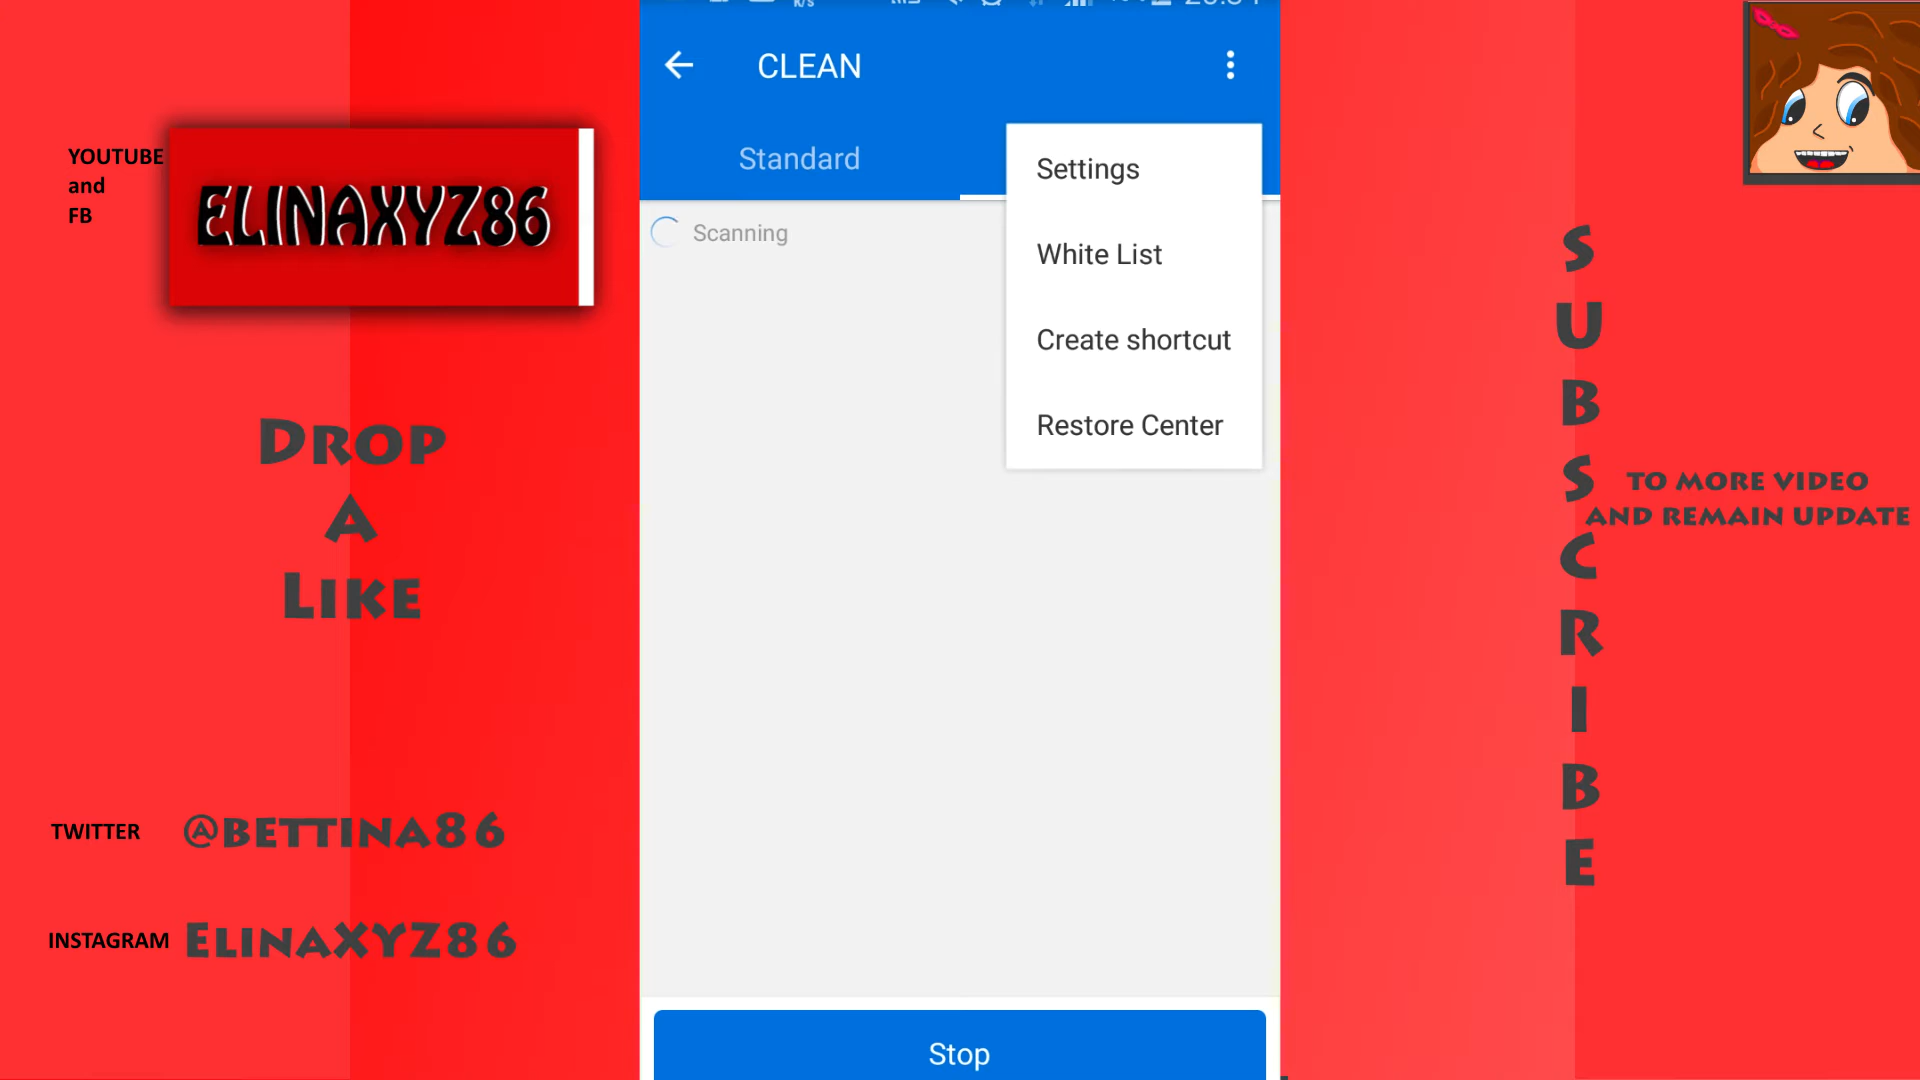 YOUTUBE
and
FB
ELINAXYZ86
DROP
A
LIKE
TWITTER @BETTINA86
INSTAGRAM ELINAXYZ86
K/s
CLEAN
Standard
Scanning
Settings
White List
Create shortcut
Restore Center
Stop
S
U
B
S
C
R
I
B
E
TO MORE VIDEO
AND REMAIN UPDATE